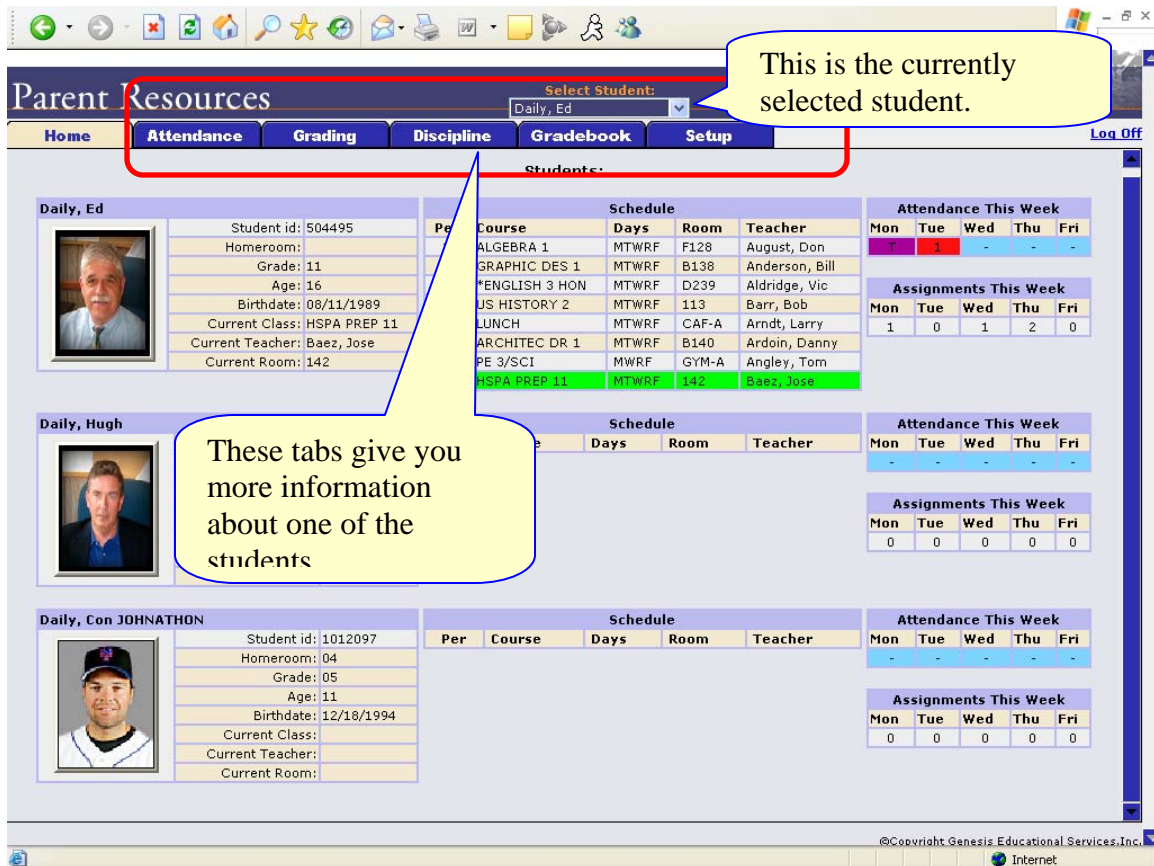 This is the currently
selected student.
Parent Resources
Select Student:
Daily, Ed
Home Attendance Grading Discipline Gradebook Setup
Log Off
Students:
Daily, Ed
Student id: 504495
Homeroom:
Grade: 11
Age: 16
Birthdate: 08/11/1989
Current Class: HSPA PREP 11
Current Teacher: Baez, Jose
Current Room: 142
Schedule
Course Days Room Teacher
ALGEBRA 1 MTWRF F128 August, Don
GRAPHIC DES 1 MTWRF B138 Anderson, Bill
*ENGLISH 3 HON MTWRF D239 Aldridge, Vic
US HISTORY 2 MTWRF 113 Barr, Bob
LUNCH MTWRF CAF-A Arndt, Larry
ARCHITEC DR 1 MTWRF B140 Ardoin, Danny
PE 3/SCI MWRF GYM-A Angley, Tom
HSPA PREP 11 MTWRF 142 Baez, Jose
Attendance This Week
Mon Tue Wed Thu Fri
T 1 - - -
Assignments This Week
Mon Tue Wed Thu Fri
1 0 1 2 0
These tabs give you
more information
about one of the
students
Daily, Hugh
Schedule
Days Room Teacher
Attendance This Week
Mon Tue Wed Thu Fri
- - - - -
Assignments This Week
Mon Tue Wed Thu Fri
0 0 0 0 0
Daily, Con JOHNATHON
Student id: 1012097
Homeroom: 04
Grade: 05
Age: 11
Birthdate: 12/18/1994
Current Class:
Current Teacher:
Current Room:
Schedule
Per Course Days Room Teacher
Attendance This Week
Mon Tue Wed Thu Fri
- - - - -
Assignments This Week
Mon Tue Wed Thu Fri
0 0 0 0 0
©Copyright Genesis Educational Services,Inc.
Internet